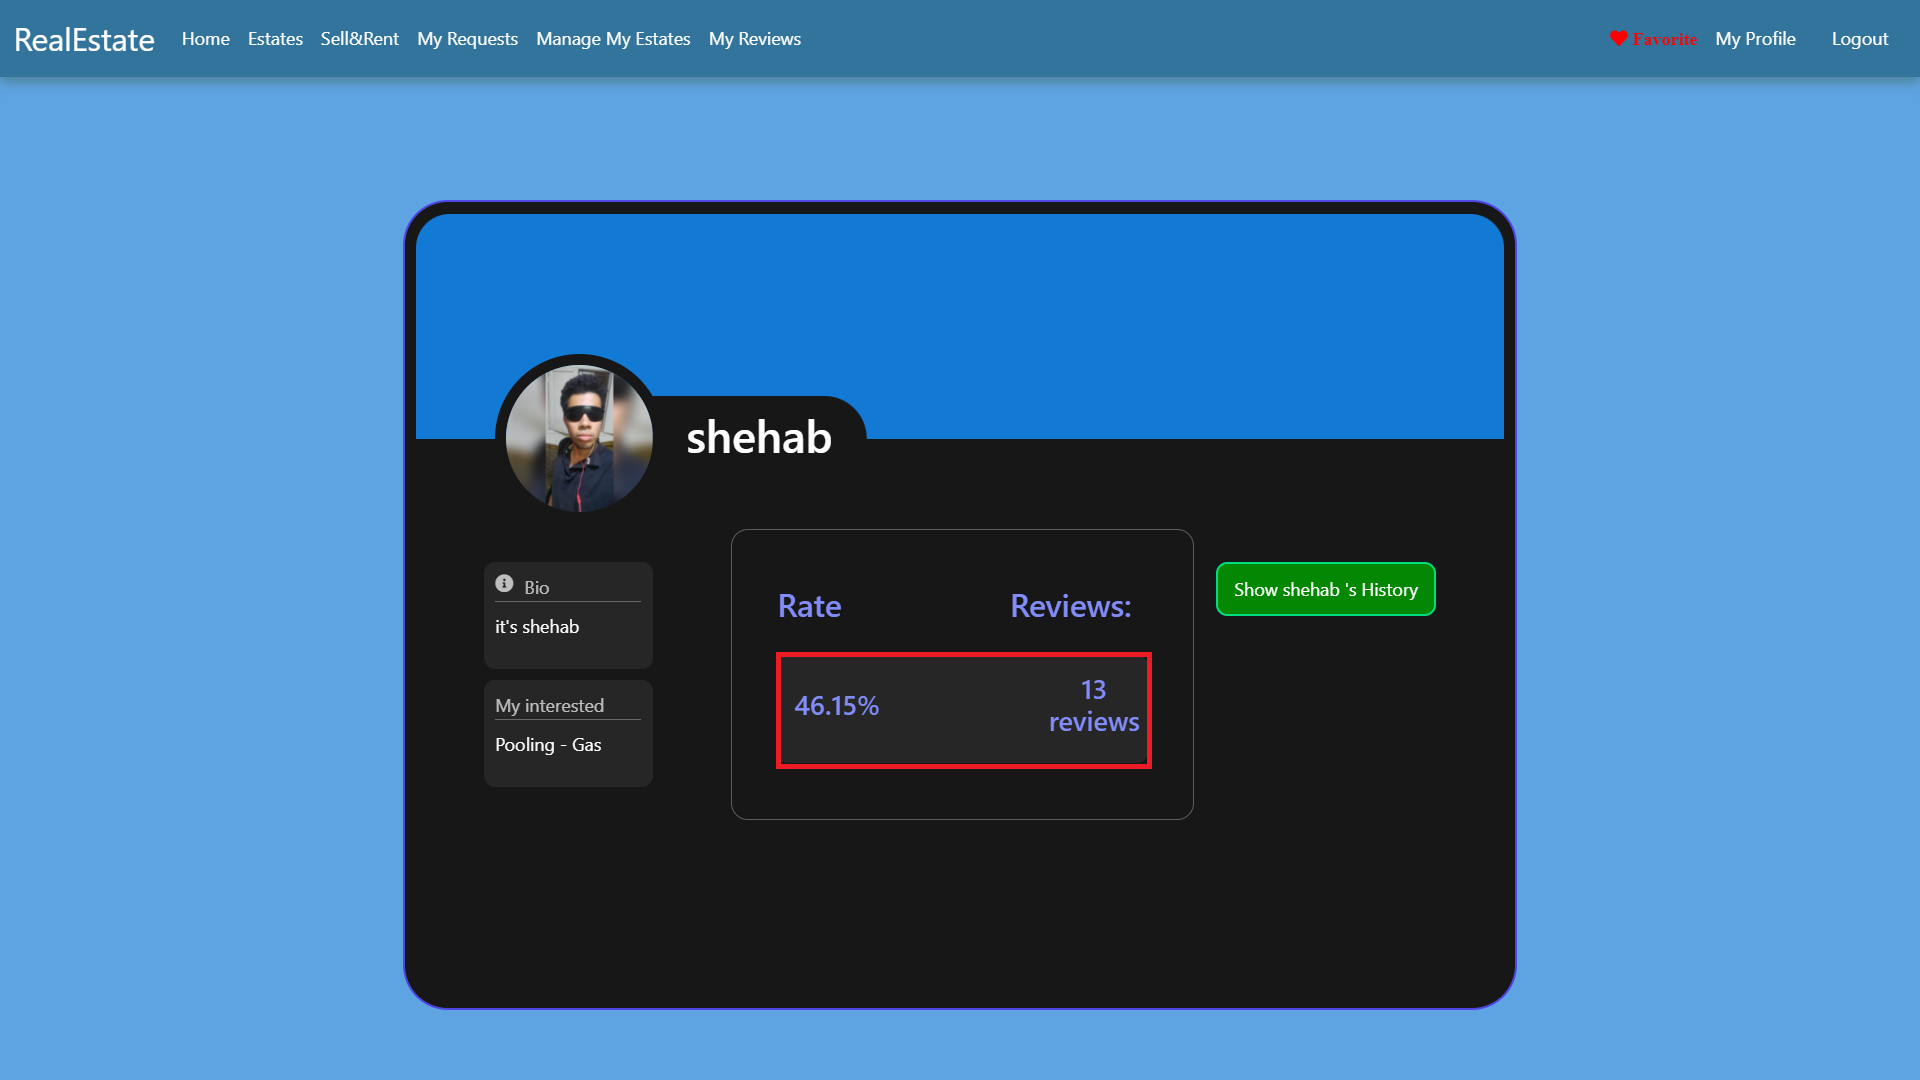 RealEstate Home Estates Sell&Rent My Requests Manage My Estates My Reviews Favorite My Profile Logout
shehab
Bio
it's shehab
My interested
Pooling - Gas
Rate Reviews:
46.15% 13
reviews
Show shehab 's History